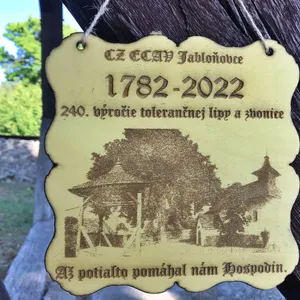 CZ ECAV Jabloňovce
1782-2022
240. výročie tolerančnej lipy a zvonice
Až potiaľto pomáhal nám Hospodin.